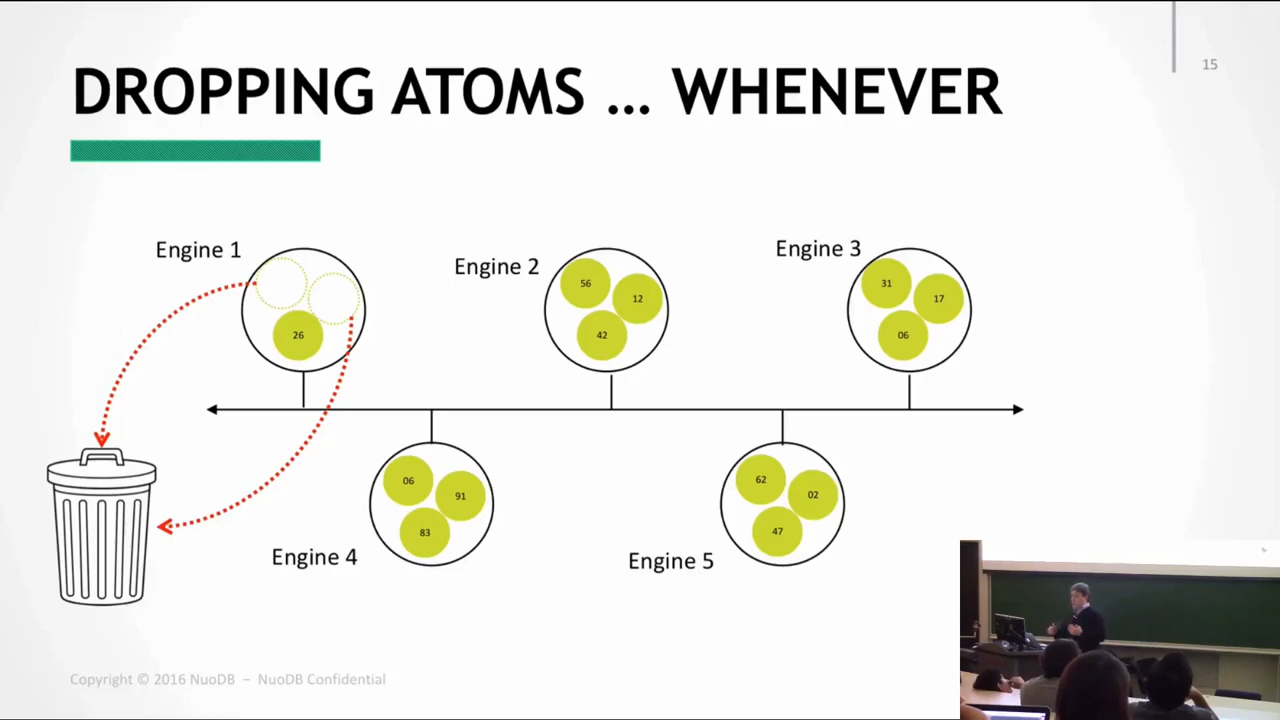 DROPPING ATOMS ... WHENEVER
15
Engine 1
26
Engine 2
56
12
42
Engine 3
31
17
06
Engine 4
06
91
83
Engine 5
62
02
47
Copyright © 2016 NuoDB – NuoDB Confidential